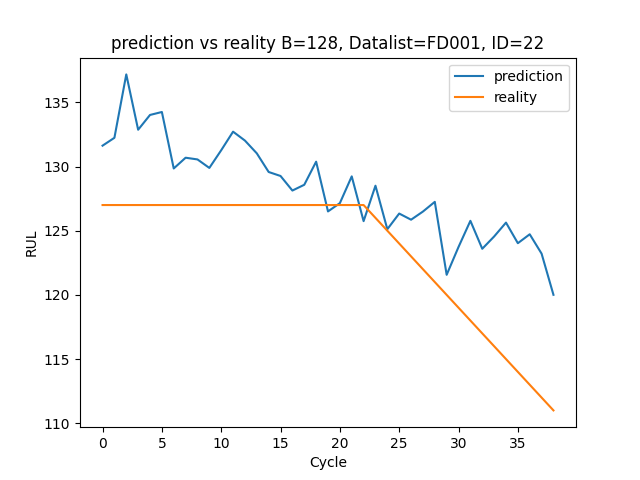 prediction vs reality B=128, Datalist=FD001, ID=22
prediction
reality
135
130
125
120
115
110
RUL
0 5 10 15 20 25 30 35
Cycle